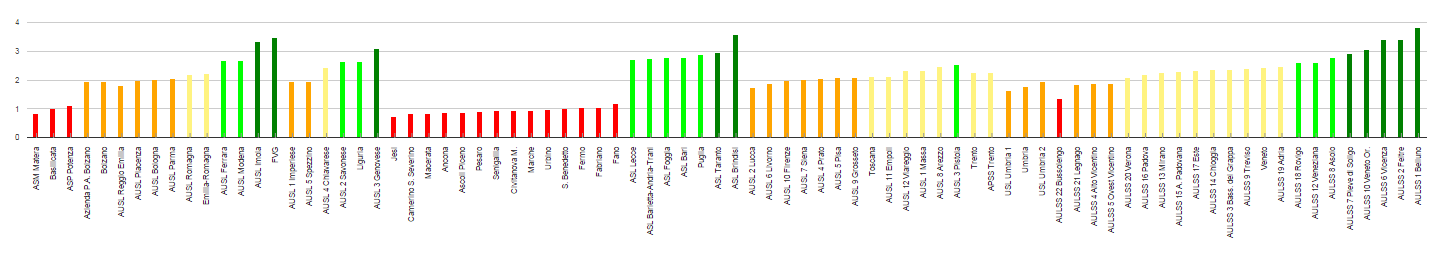 4
3
2
1
0
ASM Matera
Basilicata
ASP Potenza
Azienda P.A. Bolzano
Bolzano
AUSL Reggio Emilia
AUSL Piacenza
AUSL Bologna
AUSL Parma
AUSL Romagna
Emilia-Romagna
AUSL Ferrara
AUSL Modena
AUSL Imola
FVG
AUSL 1 Imperiese
AUSL 5 Spezzino
AUSL 4 Chiavarese
AUSL 2 Savonese
Liguria
AUSL 3 Genovese
Jesi
Camerino S. Severino
Macerata
Ancona
Ascoli Piceno
Pesaro
Senigallia
Civitanova M.
Marche
Urbino
S. Benedetto
Fermo
Fabriano
Fano
ASL Lecce
ASL Barletta-Andria-Trani
ASL Foggia
ASL Bari
Puglia
ASL Taranto
ASL Brindisi
AUSL 2 Lucca
AUSL 6 Livorno
AUSL 10 Firenze
AUSL 7 Siena
AUSL 4 Prato
AUSL 5 Pisa
AUSL 9 Grosseto
Toscana
AUSL 11 Empoli
AUSL 12 Viareggio
AUSL 1 Massa
AUSL 8 Arezzo
AUSL 3 Pistoia
Trento
APSS Trento
USL Umbria 1
Umbria
USL Umbria 2
AULSS 22 Bussolengo
AULSS 21 Legnago
AULSS 4 Alto Vicentino
AULSS 5 Ovest Vicentino
AULSS 20 Verona
AULSS 16 Padova
AULSS 13 Mirano
AULSS 15 A. Padovana
AULSS 17 Este
AULSS 14 Chioggia
AULSS 3 Bass. del Grappa
AULSS 9 Treviso
Veneto
AULSS 19 Adria
AULSS 18 Rovigo
AULSS 12 Veneziana
AULSS 8 Asolo
AULSS 7 Pieve di Soligo
AULSS 10 Veneto Or.
AULSS 6 Vicenza
AULSS 2 Feltre
AULSS 1 Belluno